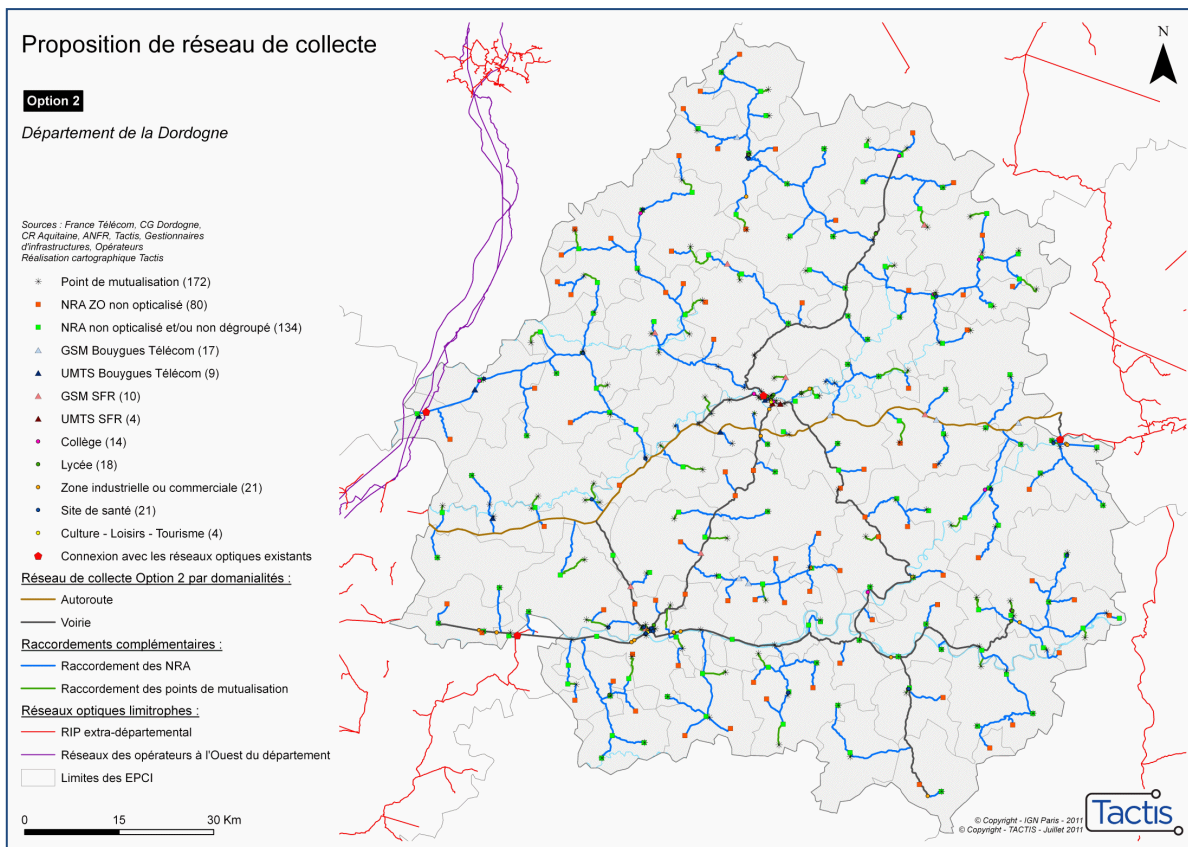 Proposition de réseau de collecte
Option 2
Département de la Dordogne
Sources : France Télécom, CG Dordogne,
CR Aquitaine, ANFR, Tactis, Gestionnaires
d'infrastructures, Opérateurs
Réalisation cartographique Tactis
Point de mutualisation (172)
NRA ZO non opticalisé (80)
NRA non opticalisé et/ou non dégroupé (134)
GSM Bouygues Télécom (17)
UMTS Bouygues Télécom (9)
GSM SFR (10)
UMTS SFR (4)
Collège (14)
Lycée (18)
Zone industrielle ou commerciale (21)
Site de santé (21)
Culture - Loisirs - Tourisme (4)
Connexion avec les réseaux optiques existants
Réseau de collecte Option 2 par domanialités :
Autoroute
Voirie
Raccordements complémentaires :
Raccordement des NRA
Raccordement des points de mutualisation
Réseaux optiques limitrophes :
RIP extra-départemental
Réseaux des opérateurs à l'Ouest du département
Limites des EPCI
0 15 30 Km
N
© Copyright - IGN Paris - 2011
© Copyright - TACTIS - Juillet 2011
Tactis